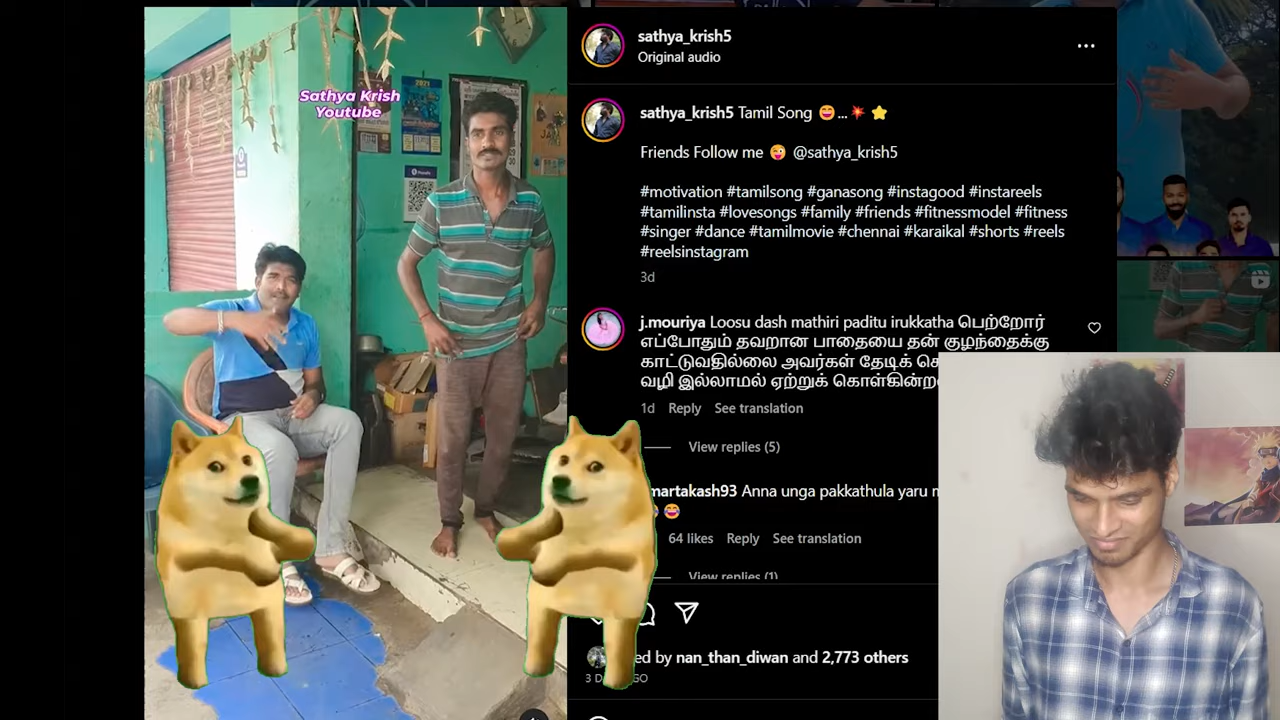 Sathya Krish
Youtube
2021
sathya_krish5
Original audio
sathya_krish5 Tamil Song 😄...💥 ⭐
Friends Follow me 😜 @sathya_krish5
#motivation #tamilsong #ganasong #instagood #instareels
#tamilinsta #lovesongs #family #friends #fitnessmodel #fitness
#singer #dance #tamilmovie #chennai #karaikal #shorts #reels
#reelsinstagram
3d
j.mouriya Loosu dash mathiri paditu irukkatha பெற்றோர்
எப்போதும் தவறான பாதையை தன் குழந்தைக்கு
காட்டுவதில்லை அவர்கள் தேடிக்
வழி இல்லாமல் ஏற்றுக்
1d Reply See translation
View replies (5)
martakash93 Anna unga pakkathula yaru
😂
64 likes Reply See translation
View replies (1)
ed by nan_than_diwan and 2,773 others